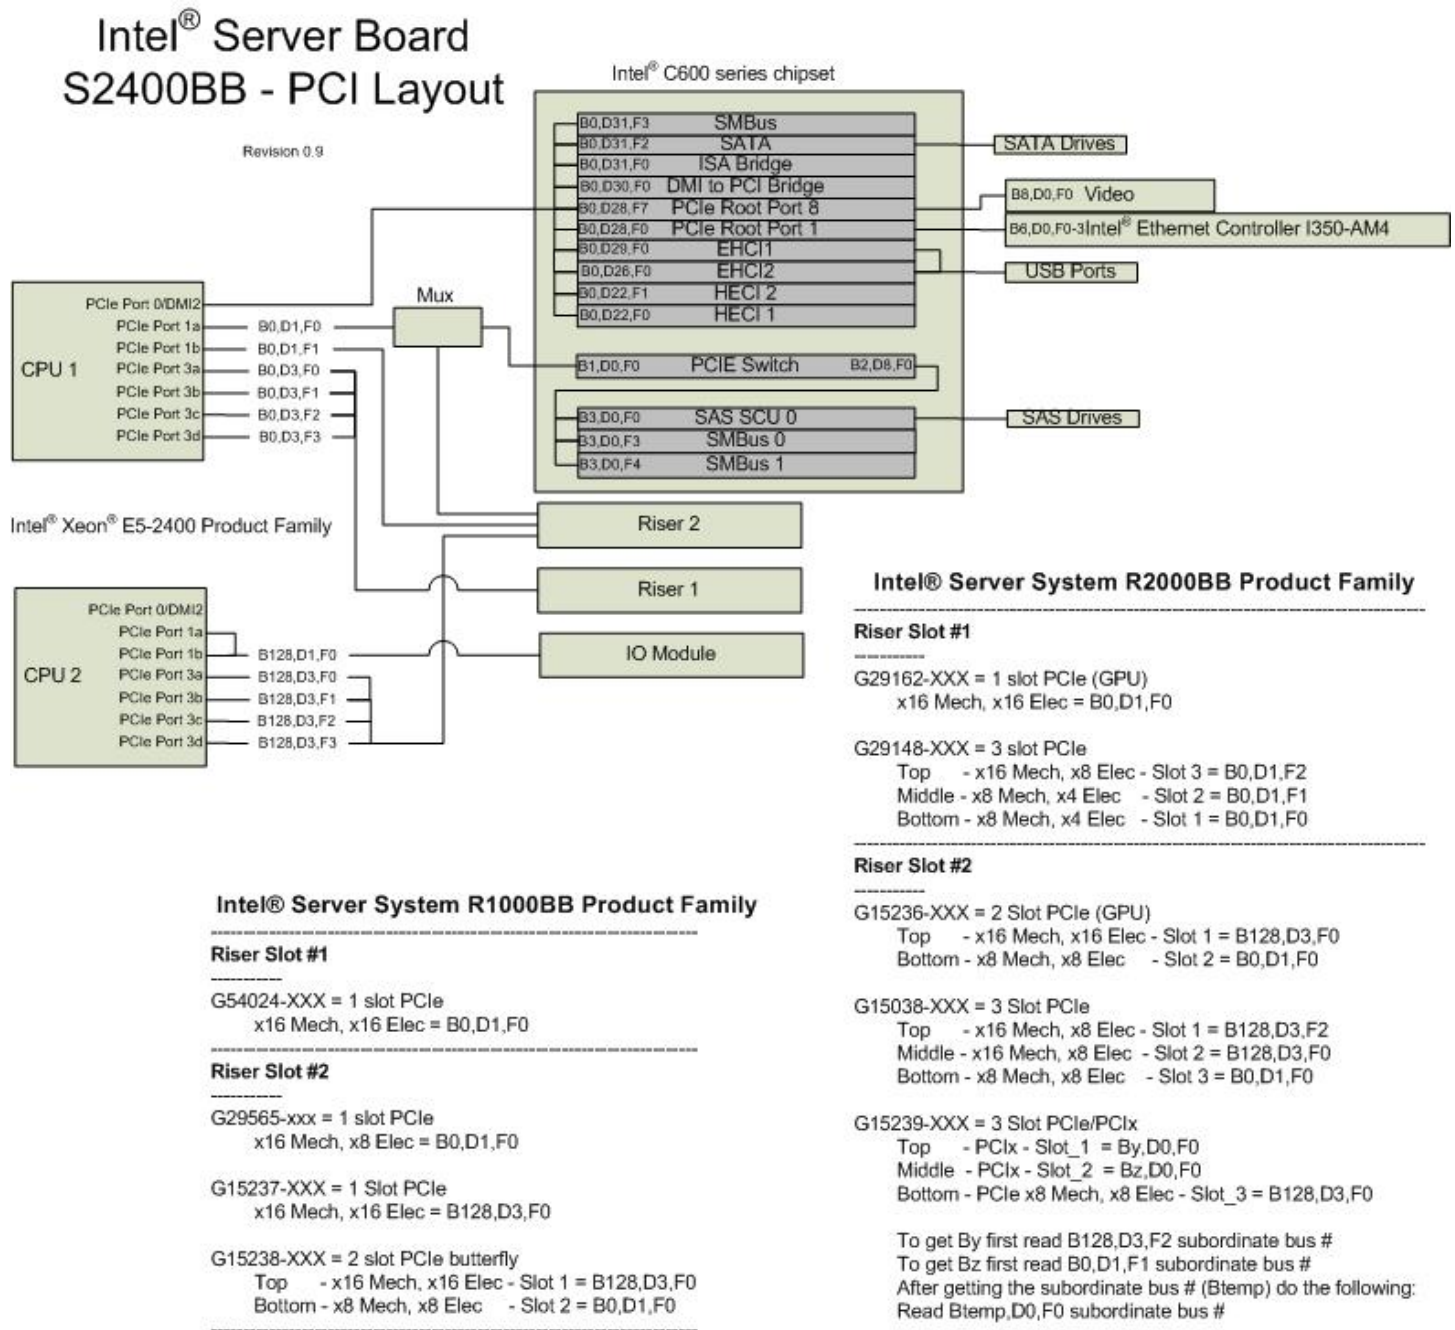 Intel® Server Board
S2400BB - PCI Layout
Revision 0.9
Intel® C600 series chipset
B0,D31,F3 SMBus
B0,D31,F2 SATA
SATA Drives
B0,D31,F0 ISA Bridge
B0,D30,F0 DMI to PCI Bridge
B0,D28,F7 PCIe Root Port 8
B8,D0,F0 Video
B0,D28,F0 PCIe Root Port 1
B6,D0,F0-3Intel® Ethernet Controller I350-AM4
B0,D29,F0 EHCI1
B0,D26,F0 EHCI2
USB Ports
B0,D22,F1 HECI 2
B0,D22,F0 HECI 1
B1,D0,F0 PCIE Switch B2,D8,F0
B3,D0,F0 SAS SCU 0
SAS Drives
B3,D0,F3 SMBus 0
B3,D0,F4 SMBus 1
Mux
CPU 1
PCIe Port 0/DMI2
PCIe Port 1a B0,D1,F0
PCIe Port 1b B0,D1,F1
PCIe Port 3a B0,D3,F0
PCIe Port 3b B0,D3,F1
PCIe Port 3c B0,D3,F2
PCIe Port 3d B0,D3,F3
Intel® Xeon® E5-2400 Product Family
Riser 2
Riser 1
IO Module
CPU 2
PCIe Port 0/DMI2
PCIe Port 1a
PCIe Port 1b B128,D1,F0
PCIe Port 3a B128,D3,F0
PCIe Port 3b B128,D3,F1
PCIe Port 3c B128,D3,F2
PCIe Port 3d B128,D3,F3
Intel® Server System R1000BB Product Family
Riser Slot #1
G54024-XXX = 1 slot PCIe
x16 Mech, x16 Elec = B0,D1,F0
Riser Slot #2
G29565-xxx = 1 slot PCIe
x16 Mech, x8 Elec = B0,D1,F0
G15237-XXX = 1 Slot PCIe
x16 Mech, x16 Elec = B128,D3,F0
G15238-XXX = 2 slot PCIe butterfly
Top - x16 Mech, x16 Elec - Slot 1 = B128,D3,F0
Bottom - x8 Mech, x8 Elec - Slot 2 = B0,D1,F0
Intel® Server System R2000BB Product Family
Riser Slot #1
G29162-XXX = 1 slot PCIe (GPU)
x16 Mech, x16 Elec = B0,D1,F0
G29148-XXX = 3 slot PCIe
Top - x16 Mech, x8 Elec - Slot 3 = B0,D1,F2
Middle - x8 Mech, x4 Elec - Slot 2 = B0,D1,F1
Bottom - x8 Mech, x4 Elec - Slot 1 = B0,D1,F0
Riser Slot #2
G15236-XXX = 2 Slot PCIe (GPU)
Top - x16 Mech, x16 Elec - Slot 1 = B128,D3,F0
Bottom - x8 Mech, x8 Elec - Slot 2 = B0,D1,F0
G15038-XXX = 3 Slot PCIe
Top - x16 Mech, x8 Elec - Slot 1 = B128,D3,F2
Middle - x16 Mech, x8 Elec - Slot 2 = B128,D3,F0
Bottom - x8 Mech, x8 Elec - Slot 3 = B0,D1,F0
G15239-XXX = 3 Slot PCIe/PCIx
Top - PCIx - Slot_1 = By,D0,F0
Middle - PCIx - Slot_2 = Bz,D0,F0
Bottom - PCIe x8 Mech, x8 Elec - Slot_3 = B128,D3,F0
To get By first read B128,D3,F2 subordinate bus #
To get Bz first read B0,D1,F1 subordinate bus #
After getting the subordinate bus # (Btemp) do the following:
Read Btemp,D0,F0 subordinate bus #